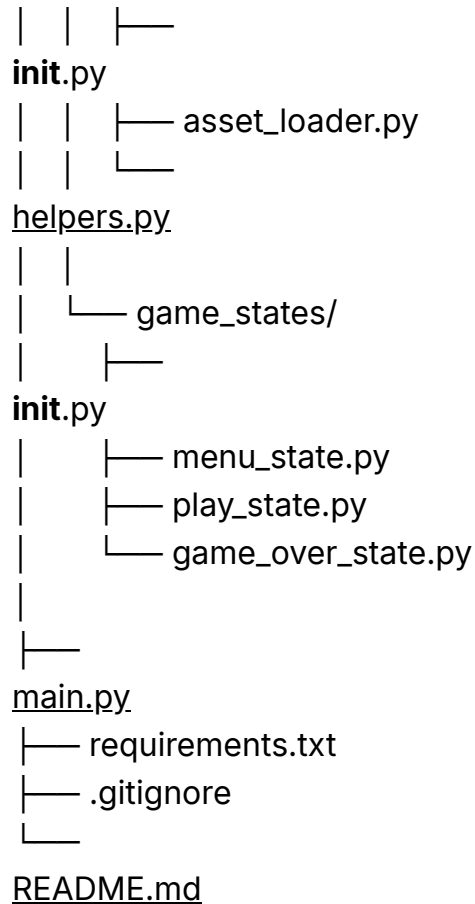 │   │   ├──
init.py
│   │   ├── asset_loader.py
│   │   └──
helpers.py
│   │
│   └── game_states/
│       ├──
init.py
│       ├── menu_state.py
│       ├── play_state.py
│       └── game_over_state.py
│
├──
main.py
├── requirements.txt
├── .gitignore
└──
README.md